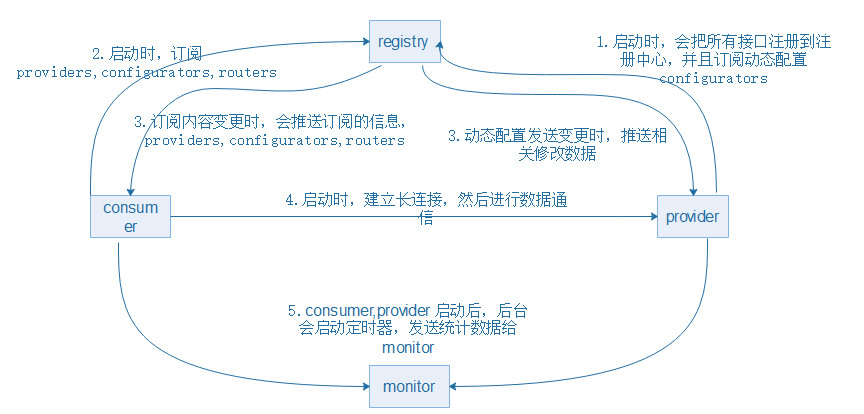 registry
2.启动时，订阅
providers,configurators,routers
1.启动时，会把所有接口注册到注
册中心，并且订阅动态配置
configurators
3.订阅内容变更时，会推送订阅的信息，
providers,configurators,routers
3.动态配置发送变更时，推送相
关修改数据
consum
er
4.启动时，建立长连接，然后进行数据通
信
provider
5. consumer,provider 启动后，后台
会启动定时器，发送统计数据给
monitor
monitor